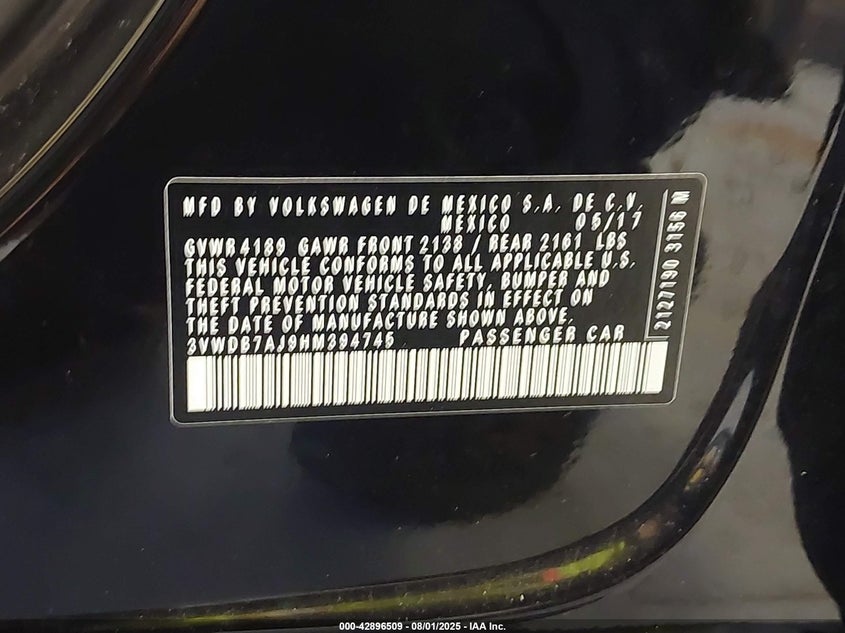 MFD BY VOLKSWAGEN DE MEXICO S.A. DE C.V.
MEXICO 05/17
GVWR 4189 GAWR FRONT 2138 / REAR 2161 LBS
THIS VEHICLE CONFORMS TO ALL APPLICABLE U.S.
FEDERAL MOTOR VEHICLE SAFETY, BUMPER AND
THEFT PREVENTION STANDARDS IN EFFECT ON
THE DATE OF MANUFACTURE SHOWN ABOVE.
3VWDB7AJ9HM394745 PASSENGER CAR
2127190 3156 M
000-42896509 - 08/01/2025 - IAA Inc.